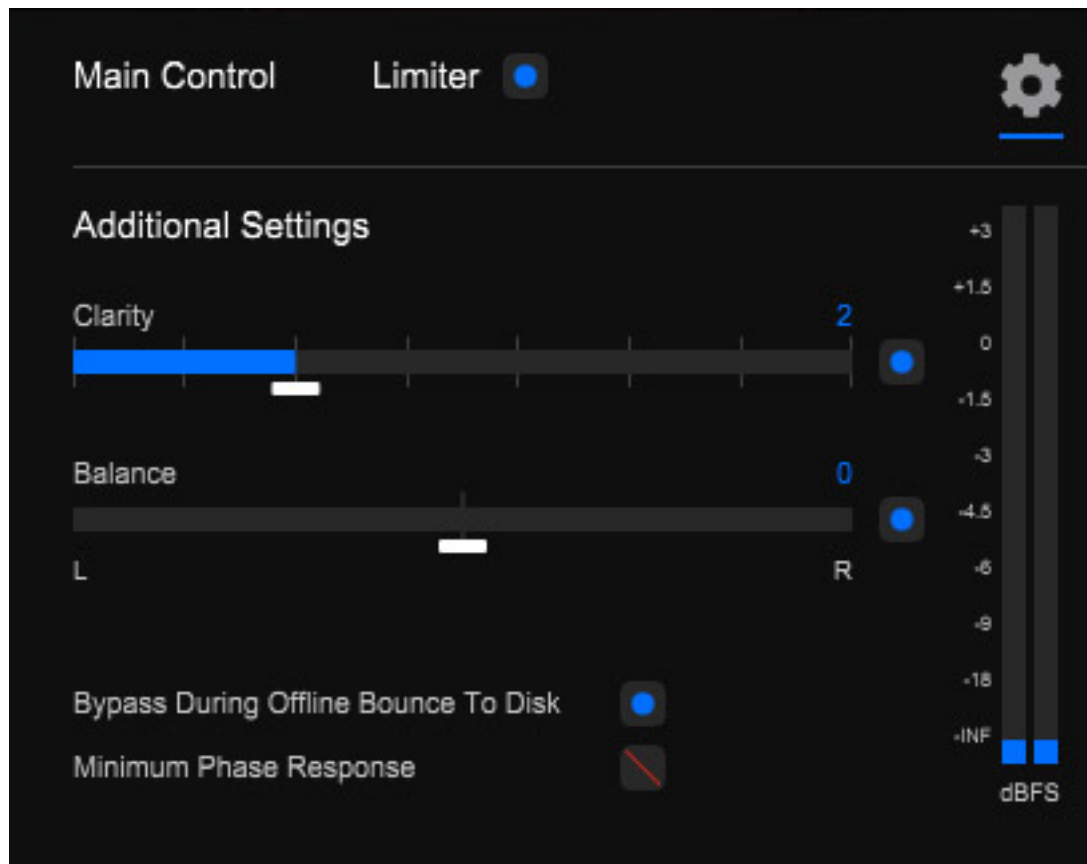 Main Control Limiter
Additional Settings
Clarity 2
Balance 0
L R
Bypass During Offline Bounce To Disk
Minimum Phase Response
+3
+1.5
0
-1.5
-3
-4.5
-6
-9
-18
-INF
dBFS